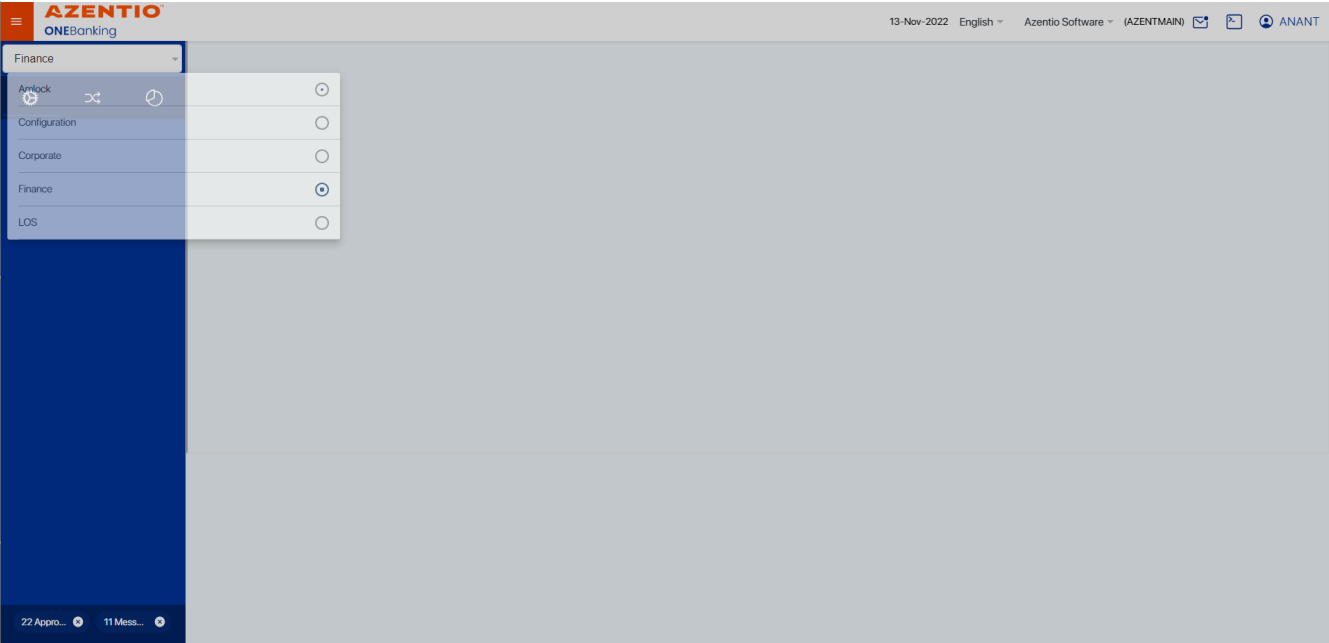 AZENTIO
ONEBanking
13-Nov-2022 English Azentio Software (AZENTMAIN) ANANT
Finance
Amlock
Configuration
Corporate
Finance
LOS
22 Appro... 11 Mess...